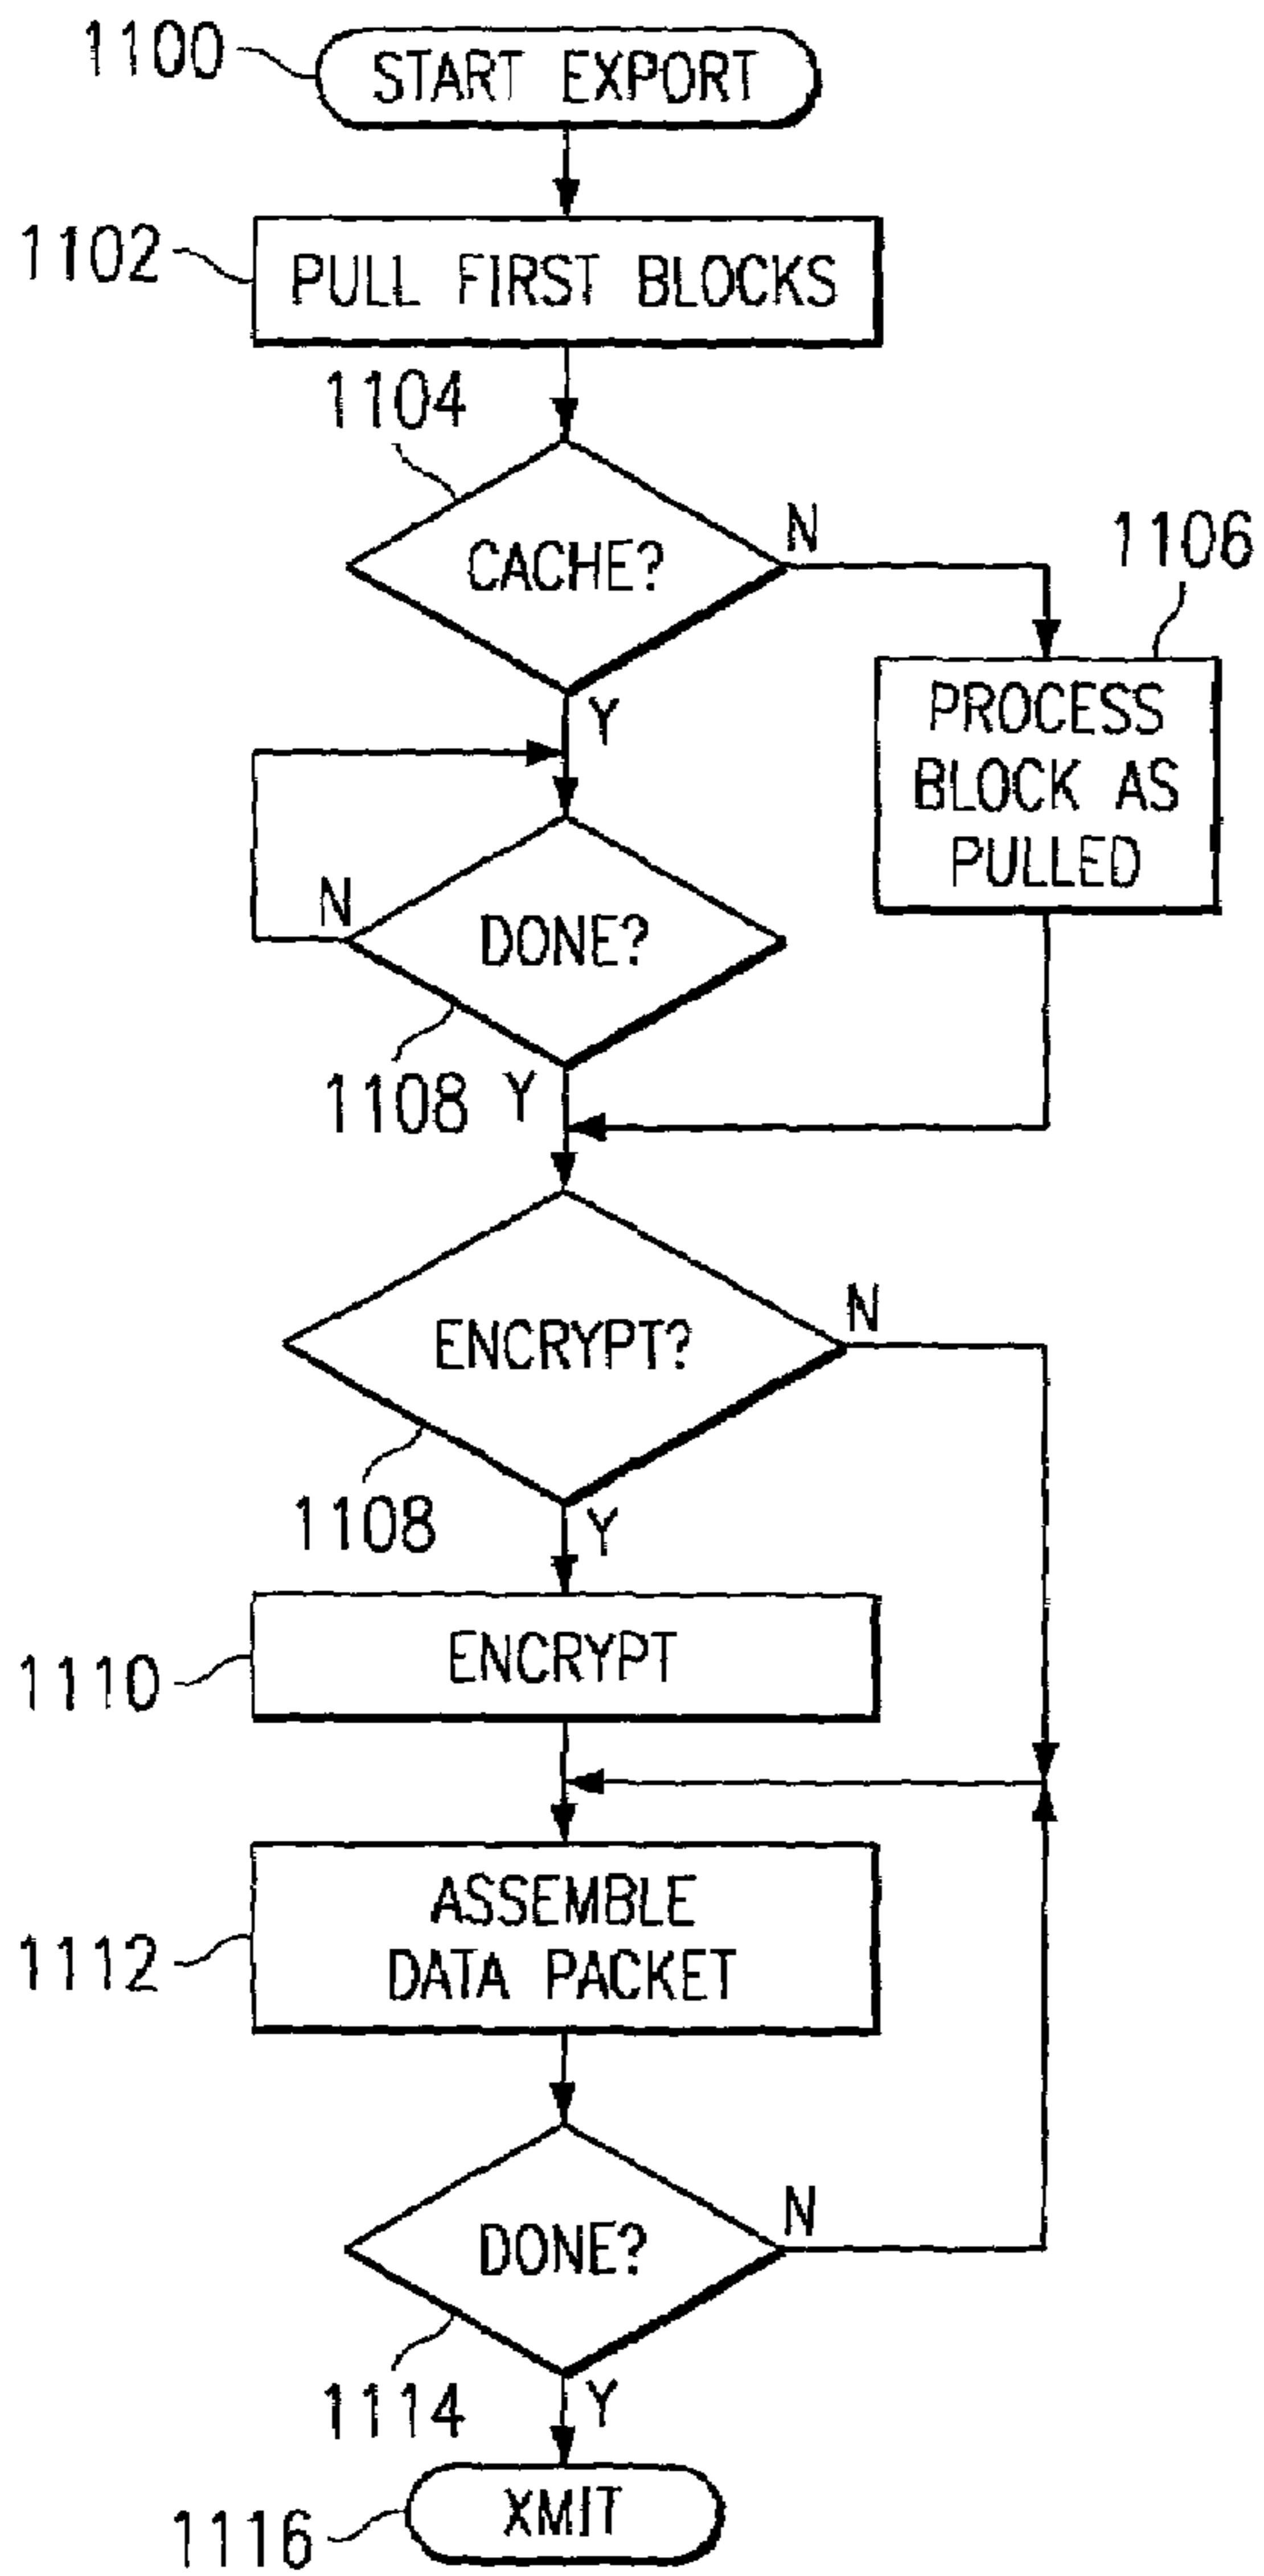 1100
START EXPORT
1102
PULL FIRST BLOCKS
1104
CACHE?
N
1106
Y
PROCESS
BLOCK AS
PULLED
N
DONE?
1108
Y
ENCRYPT?
N
1108
Y
1110
ENCRYPT
1112
ASSEMBLE
DATA PACKET
DONE?
N
1114
Y
1116
XMIT